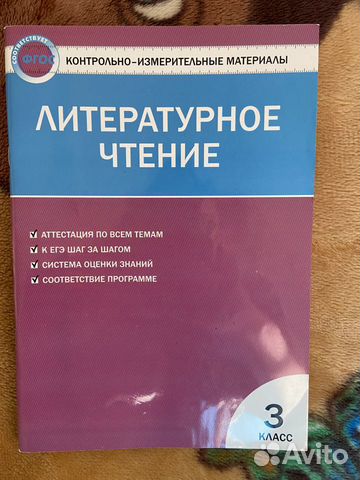 СООТВЕТСТВУЕТ
ФГОС
КОНТРОЛЬНО-ИЗМЕРИТЕЛЬНЫЕ МАТЕРИАЛЫ
ЛИТЕРАТУРНОЕ
ЧТЕНИЕ
АТТЕСТАЦИЯ ПО ВСЕМ ТЕМАМ
К ЕГЭ ШАГ ЗА ШАГОМ
СИСТЕМА ОЦЕНКИ ЗНАНИЙ
СООТВЕТСТВИЕ ПРОГРАММЕ
3
КЛАСС
Avito